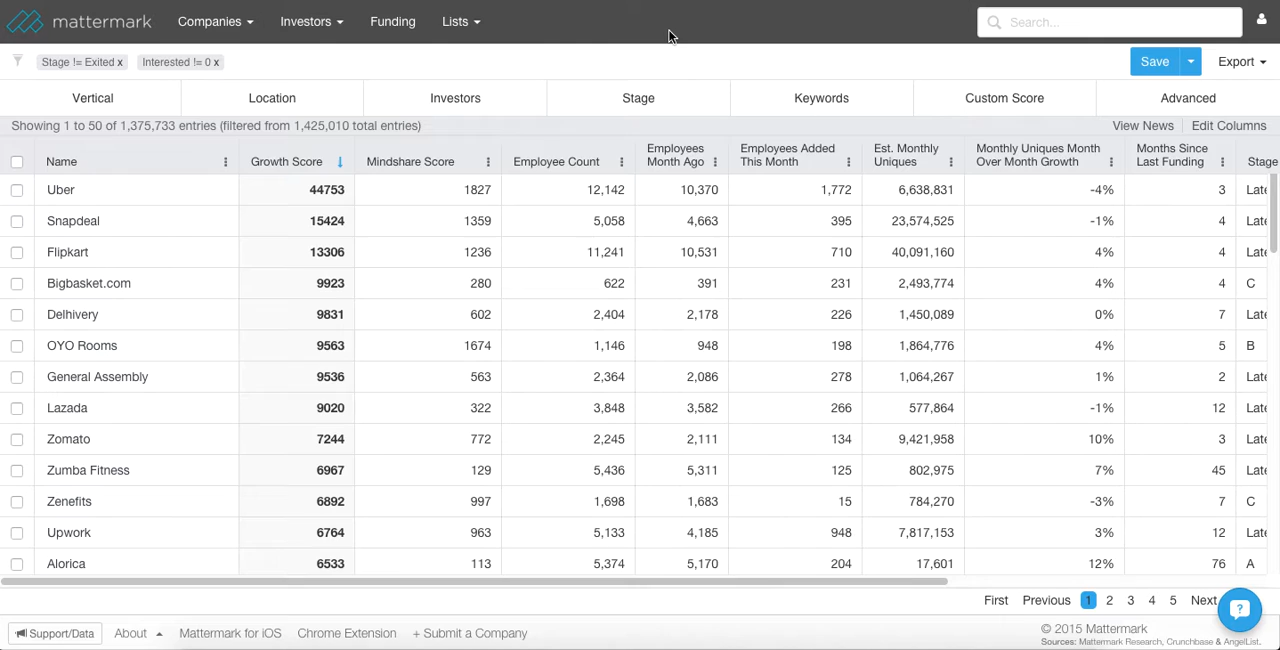 mattermark Companies Investors Funding Lists Search...
Stage != Exited x Interested != 0 x Save Export
Vertical Location Investors Stage Keywords Custom Score Advanced
Showing 1 to 50 of 1,375,733 entries (filtered from 1,425,010 total entries) View News Edit Columns
Name Growth Score Mindshare Score Employee Count Employees Month Ago Employees Added This Month Est. Monthly Uniques Monthly Uniques Month Over Month Growth Months Since Last Funding Stage
Uber 44753 1827 12,142 10,370 1,772 6,638,831 -4% 3 Late
Snapdeal 15424 1359 5,058 4,663 395 23,574,525 -1% 4 Late
Flipkart 13306 1236 11,241 10,531 710 40,091,160 4% 4 Late
Bigbasket.com 9923 280 622 391 231 2,493,774 4% 4 C
Delhivery 9831 602 2,404 2,178 226 1,450,089 0% 7 Late
OYO Rooms 9563 1674 1,146 948 198 1,864,776 4% 5 B
General Assembly 9536 563 2,364 2,086 278 1,064,267 1% 2 Late
Lazada 9020 322 3,848 3,582 266 577,864 -1% 12 Late
Zomato 7244 772 2,245 2,111 134 9,421,958 10% 3 Late
Zumba Fitness 6967 129 5,436 5,311 125 802,975 7% 45 Late
Zenefits 6892 997 1,698 1,683 15 784,270 -3% 7 C
Upwork 6764 963 5,133 4,185 948 7,817,153 3% 12 Late
Alorica 6533 113 5,374 5,170 204 17,601 12% 76 A
First Previous 1 2 3 4 5 Next
Support/Data About Mattermark for iOS Chrome Extension + Submit a Company
© 2015 Mattermark
Sources: Mattermark Research, Crunchbase & AngelList.